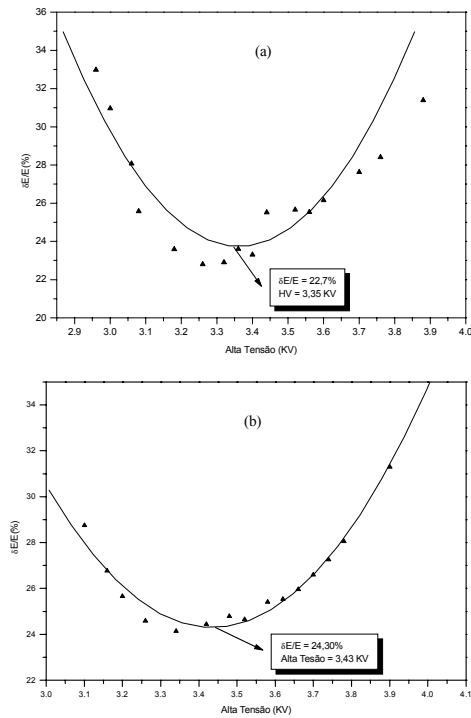 36
34
32
30
28
26
24
22
20
δE/E(%)
(a)
δE/E = 22,7%
HV = 3,35 KV
2.9 3.0 3.1 3.2 3.3 3.4 3.5 3.6 3.7 3.8 3.9 4.0
Alta Tensão (KV)
34
32
30
28
26
24
22
δE/E(%)
(b)
δE/E = 24,30%
Alta Tesão = 3,43 KV
3.0 3.1 3.2 3.3 3.4 3.5 3.6 3.7 3.8 3.9 4.0 4.1
Alta Tensão (KV)